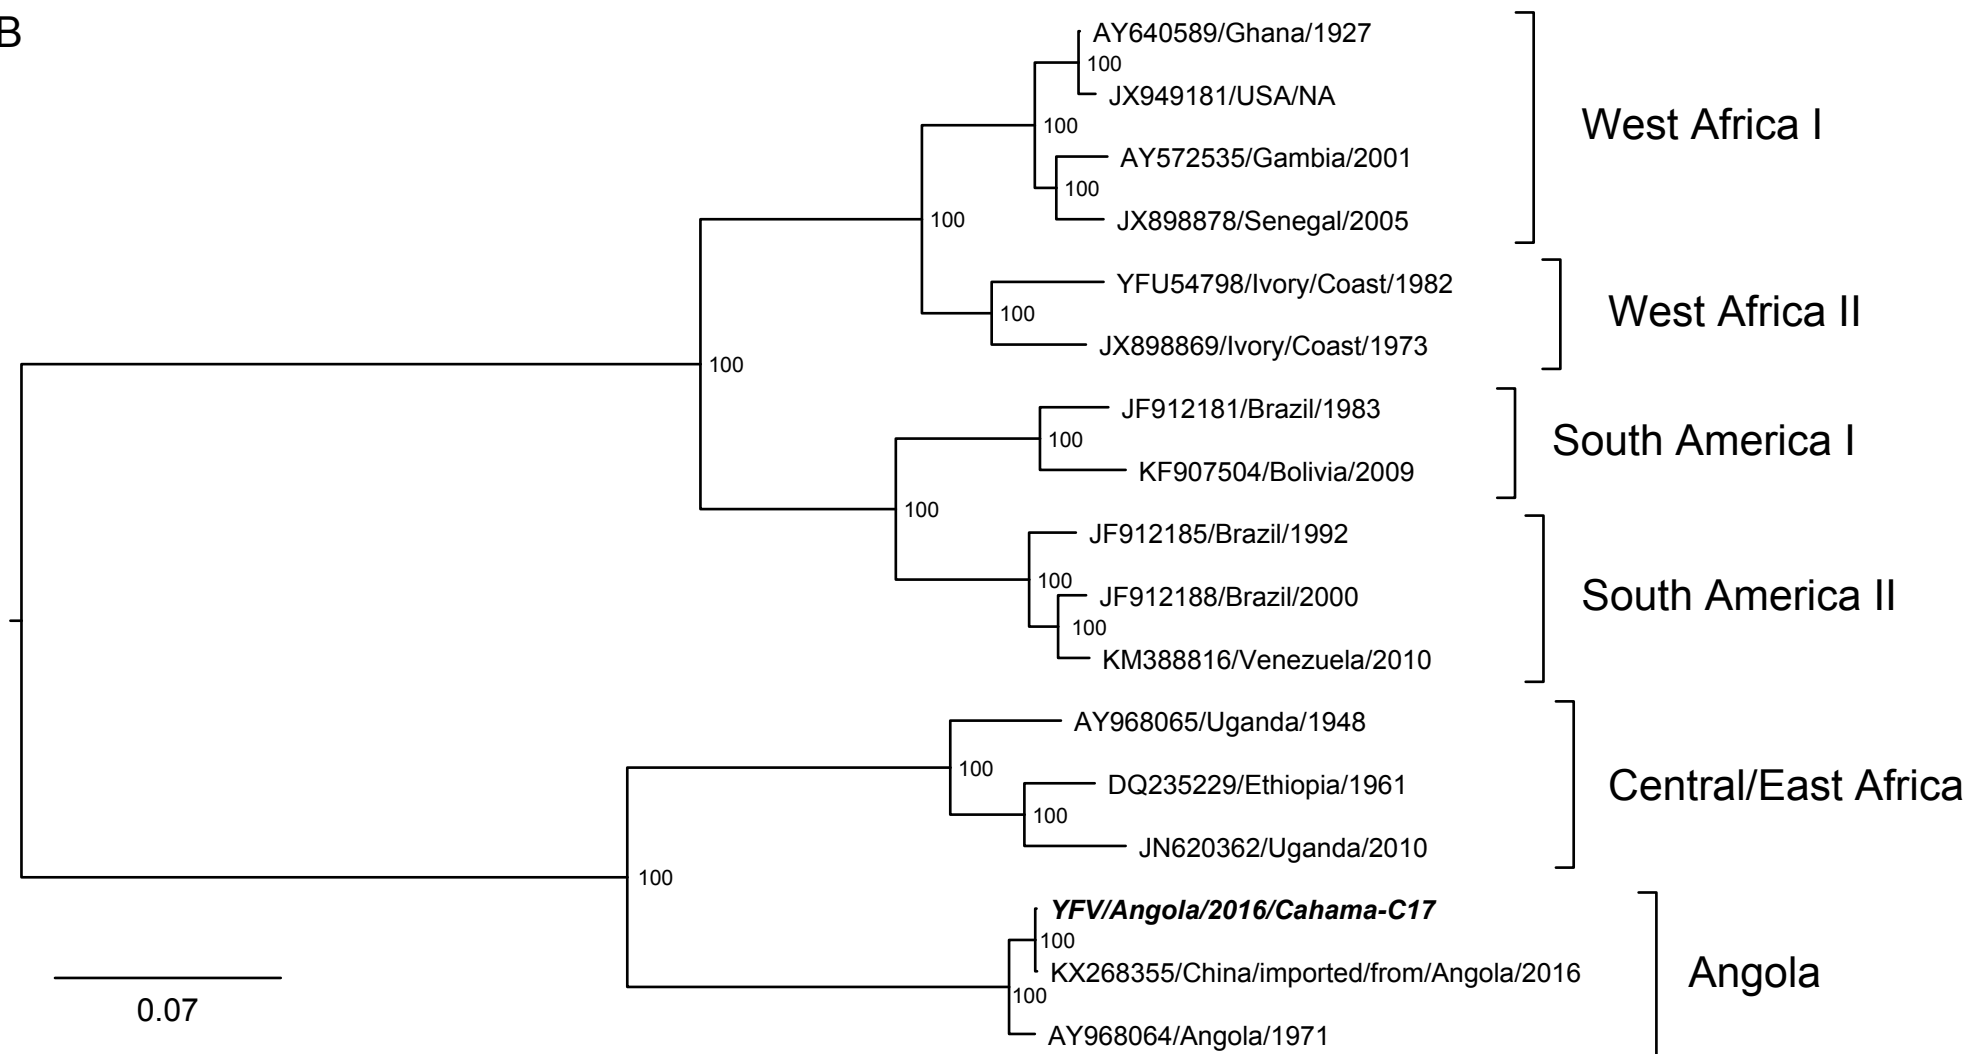 B
AY640589/Ghana/1927
100
JX949181/USA/NA
100
West Africa I
AY572535/Gambia/2001
100
100
JX898878/Senegal/2005
YFU54798/Ivory/Coast/1982
100
West Africa II
JX898869/Ivory/Coast/1973
100
JF912181/Brazil/1983
100
South America I
KF907504/Bolivia/2009
100
JF912185/Brazil/1992
100
JF912188/Brazil/2000
South America II
100
KM388816/Venezuela/2010
AY968065/Uganda/1948
100
DQ235229/Ethiopia/1961
Central/East Africa
100
JN620362/Uganda/2010
100
YFV/Angola/2016/Cahama-C17
100
KX268355/China/imported/from/Angola/2016
Angola
100
0.07
AY968064/Angola/1971